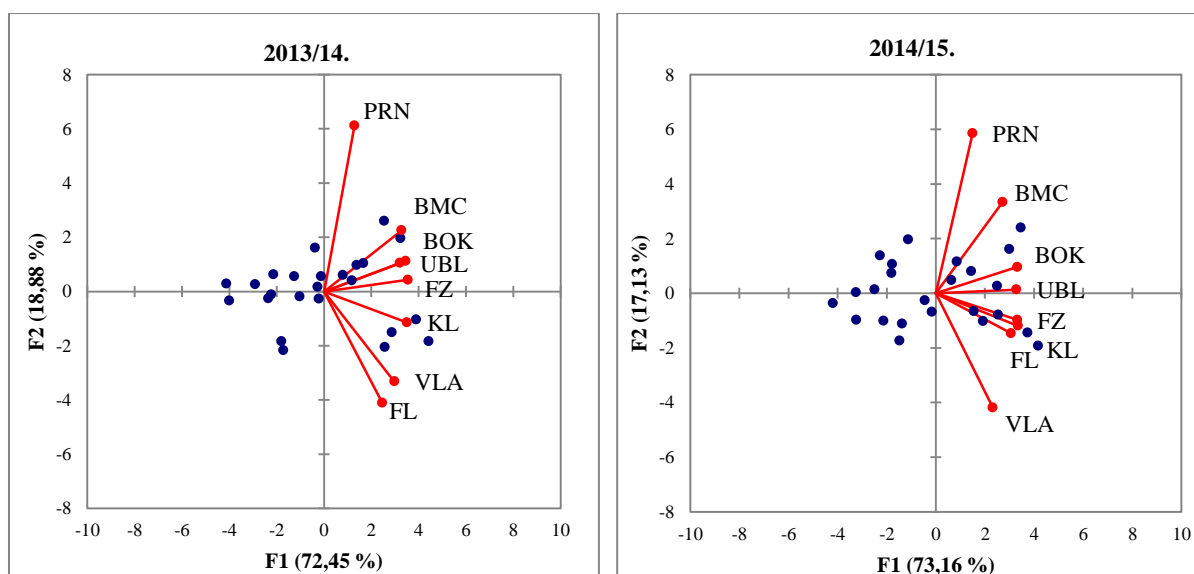 2013/14.
8
6
4
2
0
-2
-4
-6
-8
-10
-8
-6
-4
-2
0
2
4
6
8
10
F2 (18,88 %)
F1 (72,45 %)
PRN
BMC
BOK
UBL
FZ
KL
VLA
FL
2014/15.
8
6
4
2
0
-2
-4
-6
-8
-10
-8
-6
-4
-2
0
2
4
6
8
10
F2 (17,13 %)
F1 (73,16 %)
PRN
BMC
BOK
UBL
FZ
FL
KL
VLA